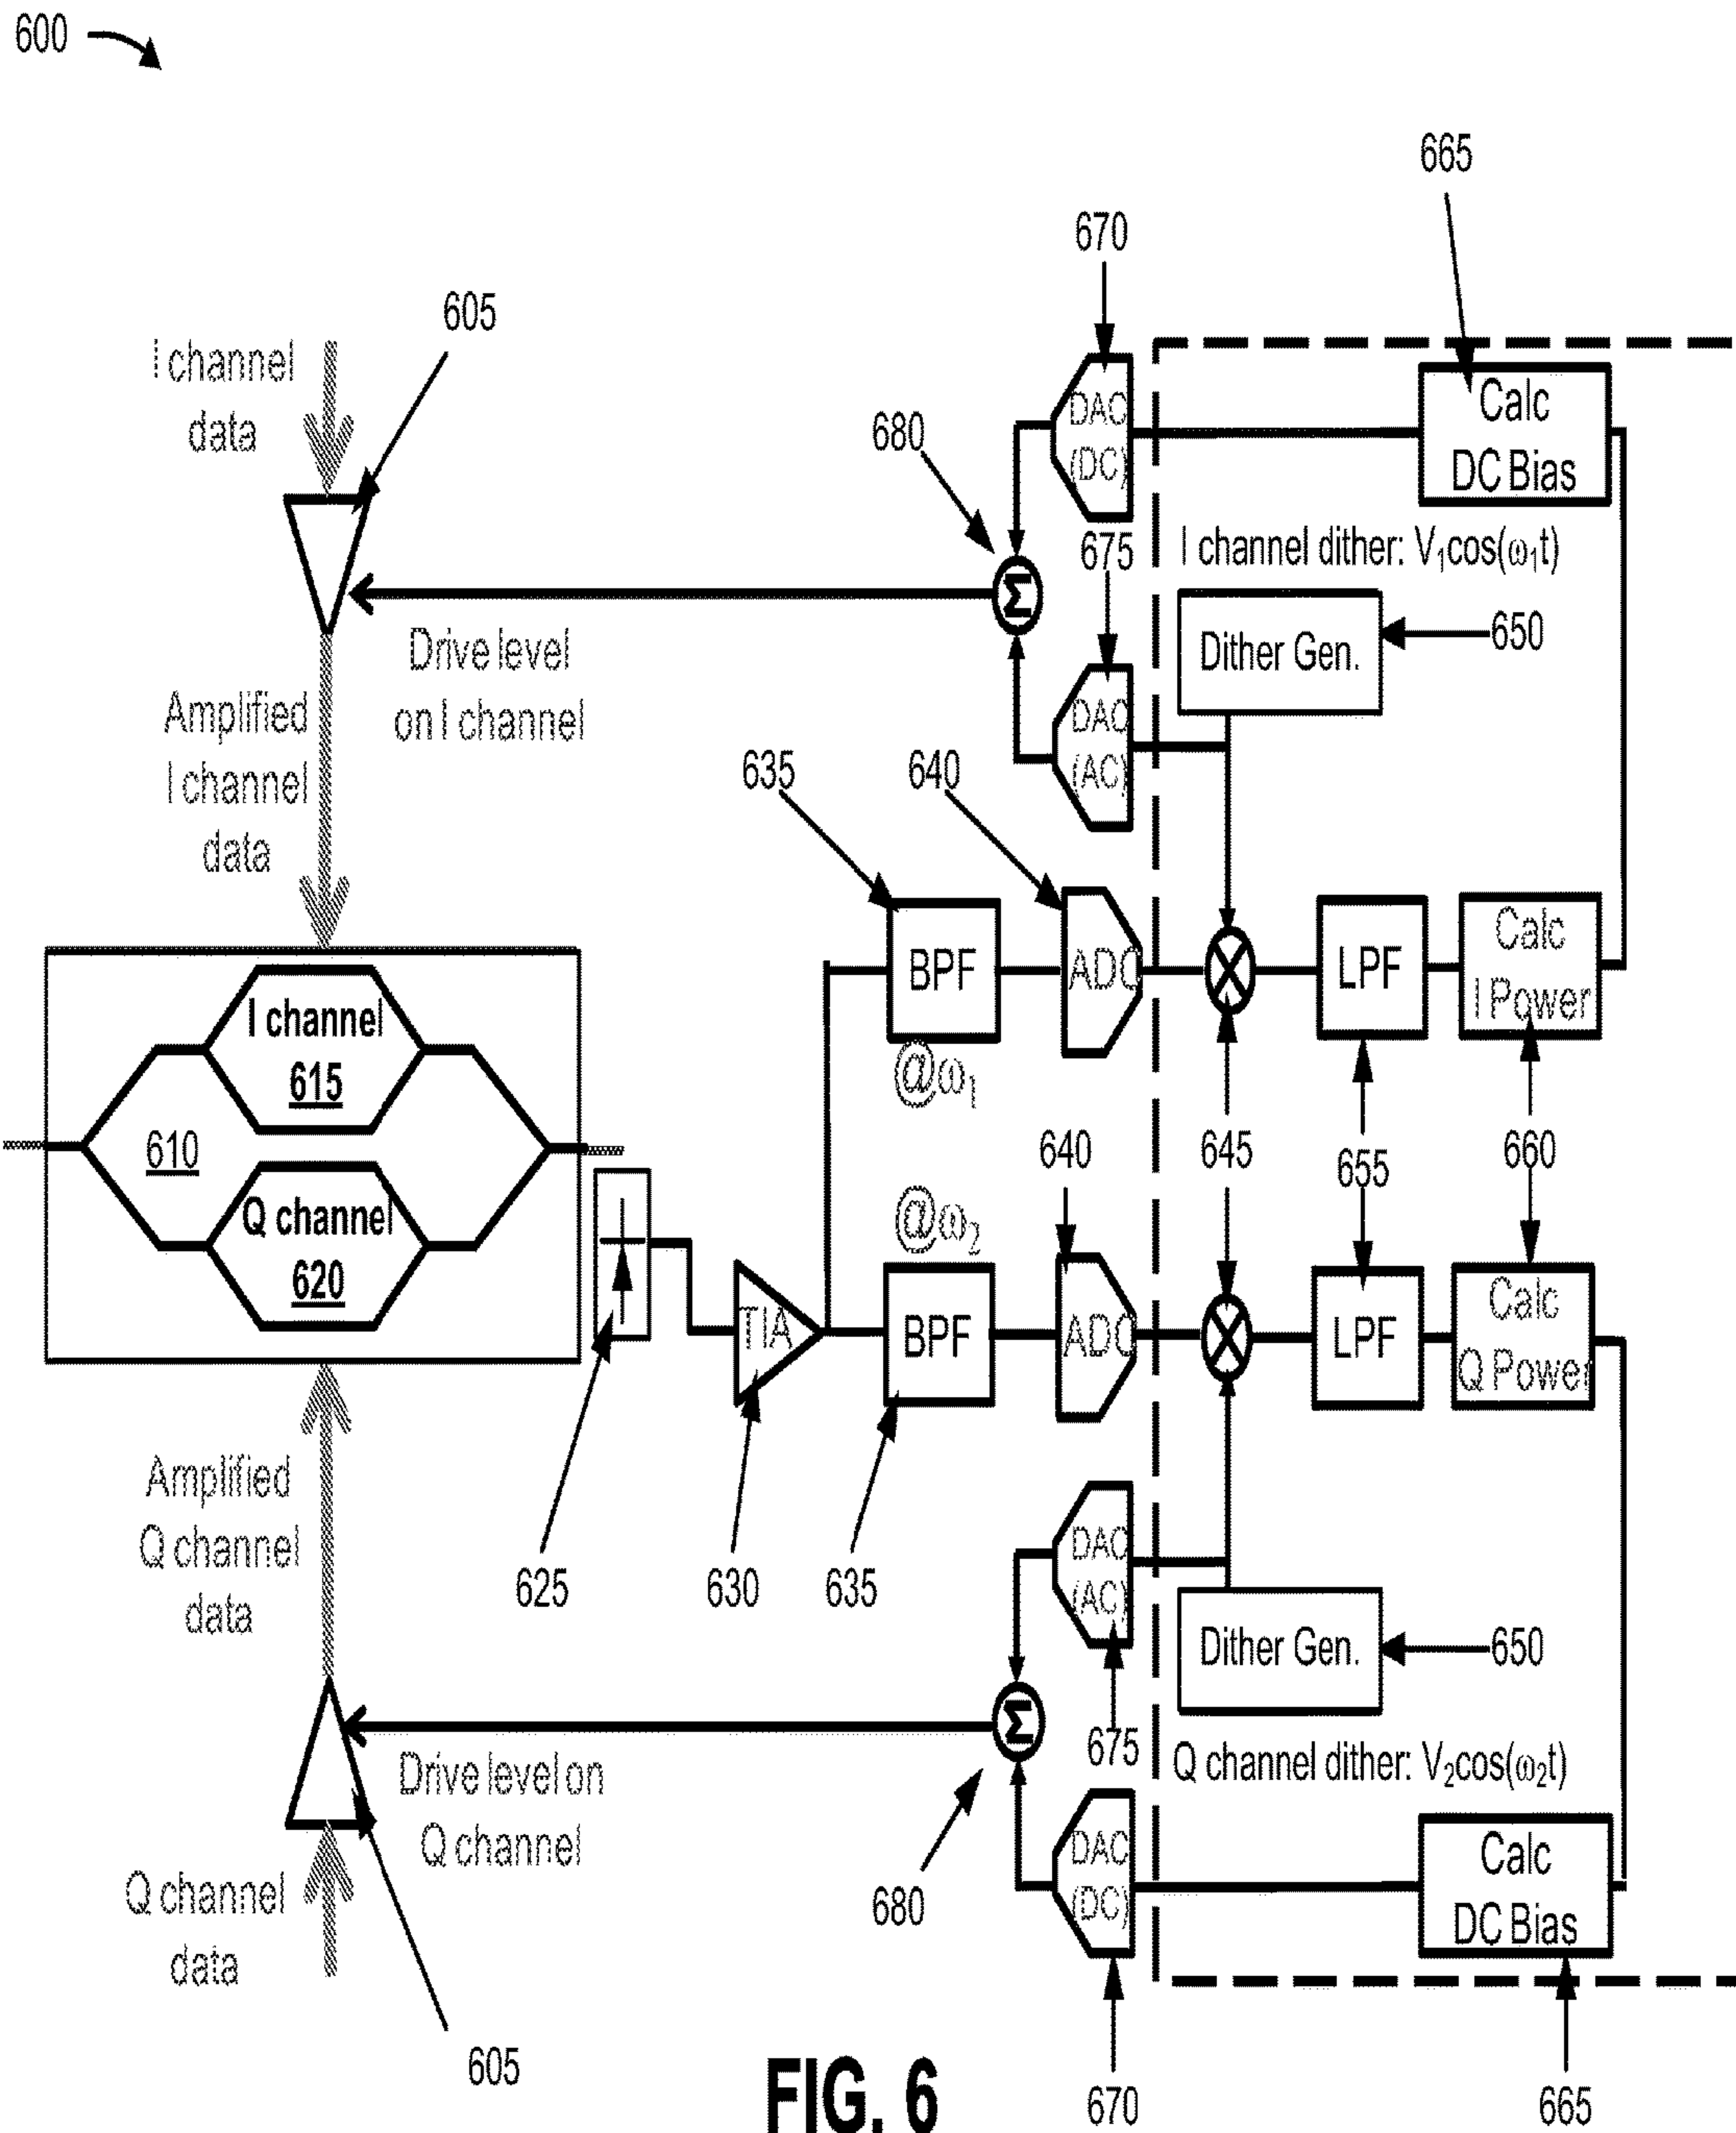 600
665
670
605
I channel
data
680
DAC
(DC)
Calc
DC Bias
675
I channel dither: V₁cos(ω₁t)
Σ
Dither Gen.
650
Drive level
on I channel
Amplified
I channel
data
DAC
(AC)
635
640
BPF
ADC
LPF
Calc
I Power
@ω₁
I channel
615
610
640
645
655
660
Q channel
620
@ω₂
TIA
BPF
ADC
LPF
Calc
Q Power
Amplified
Q channel
data
625
630
635
DAC
(AC)
Dither Gen.
650
Σ
675
Q channel dither: V₂cos(ω₂t)
Drive level on
Q channel
Q channel
data
680
DAC
(DC)
Calc
DC Bias
605
670
665
FIG. 6